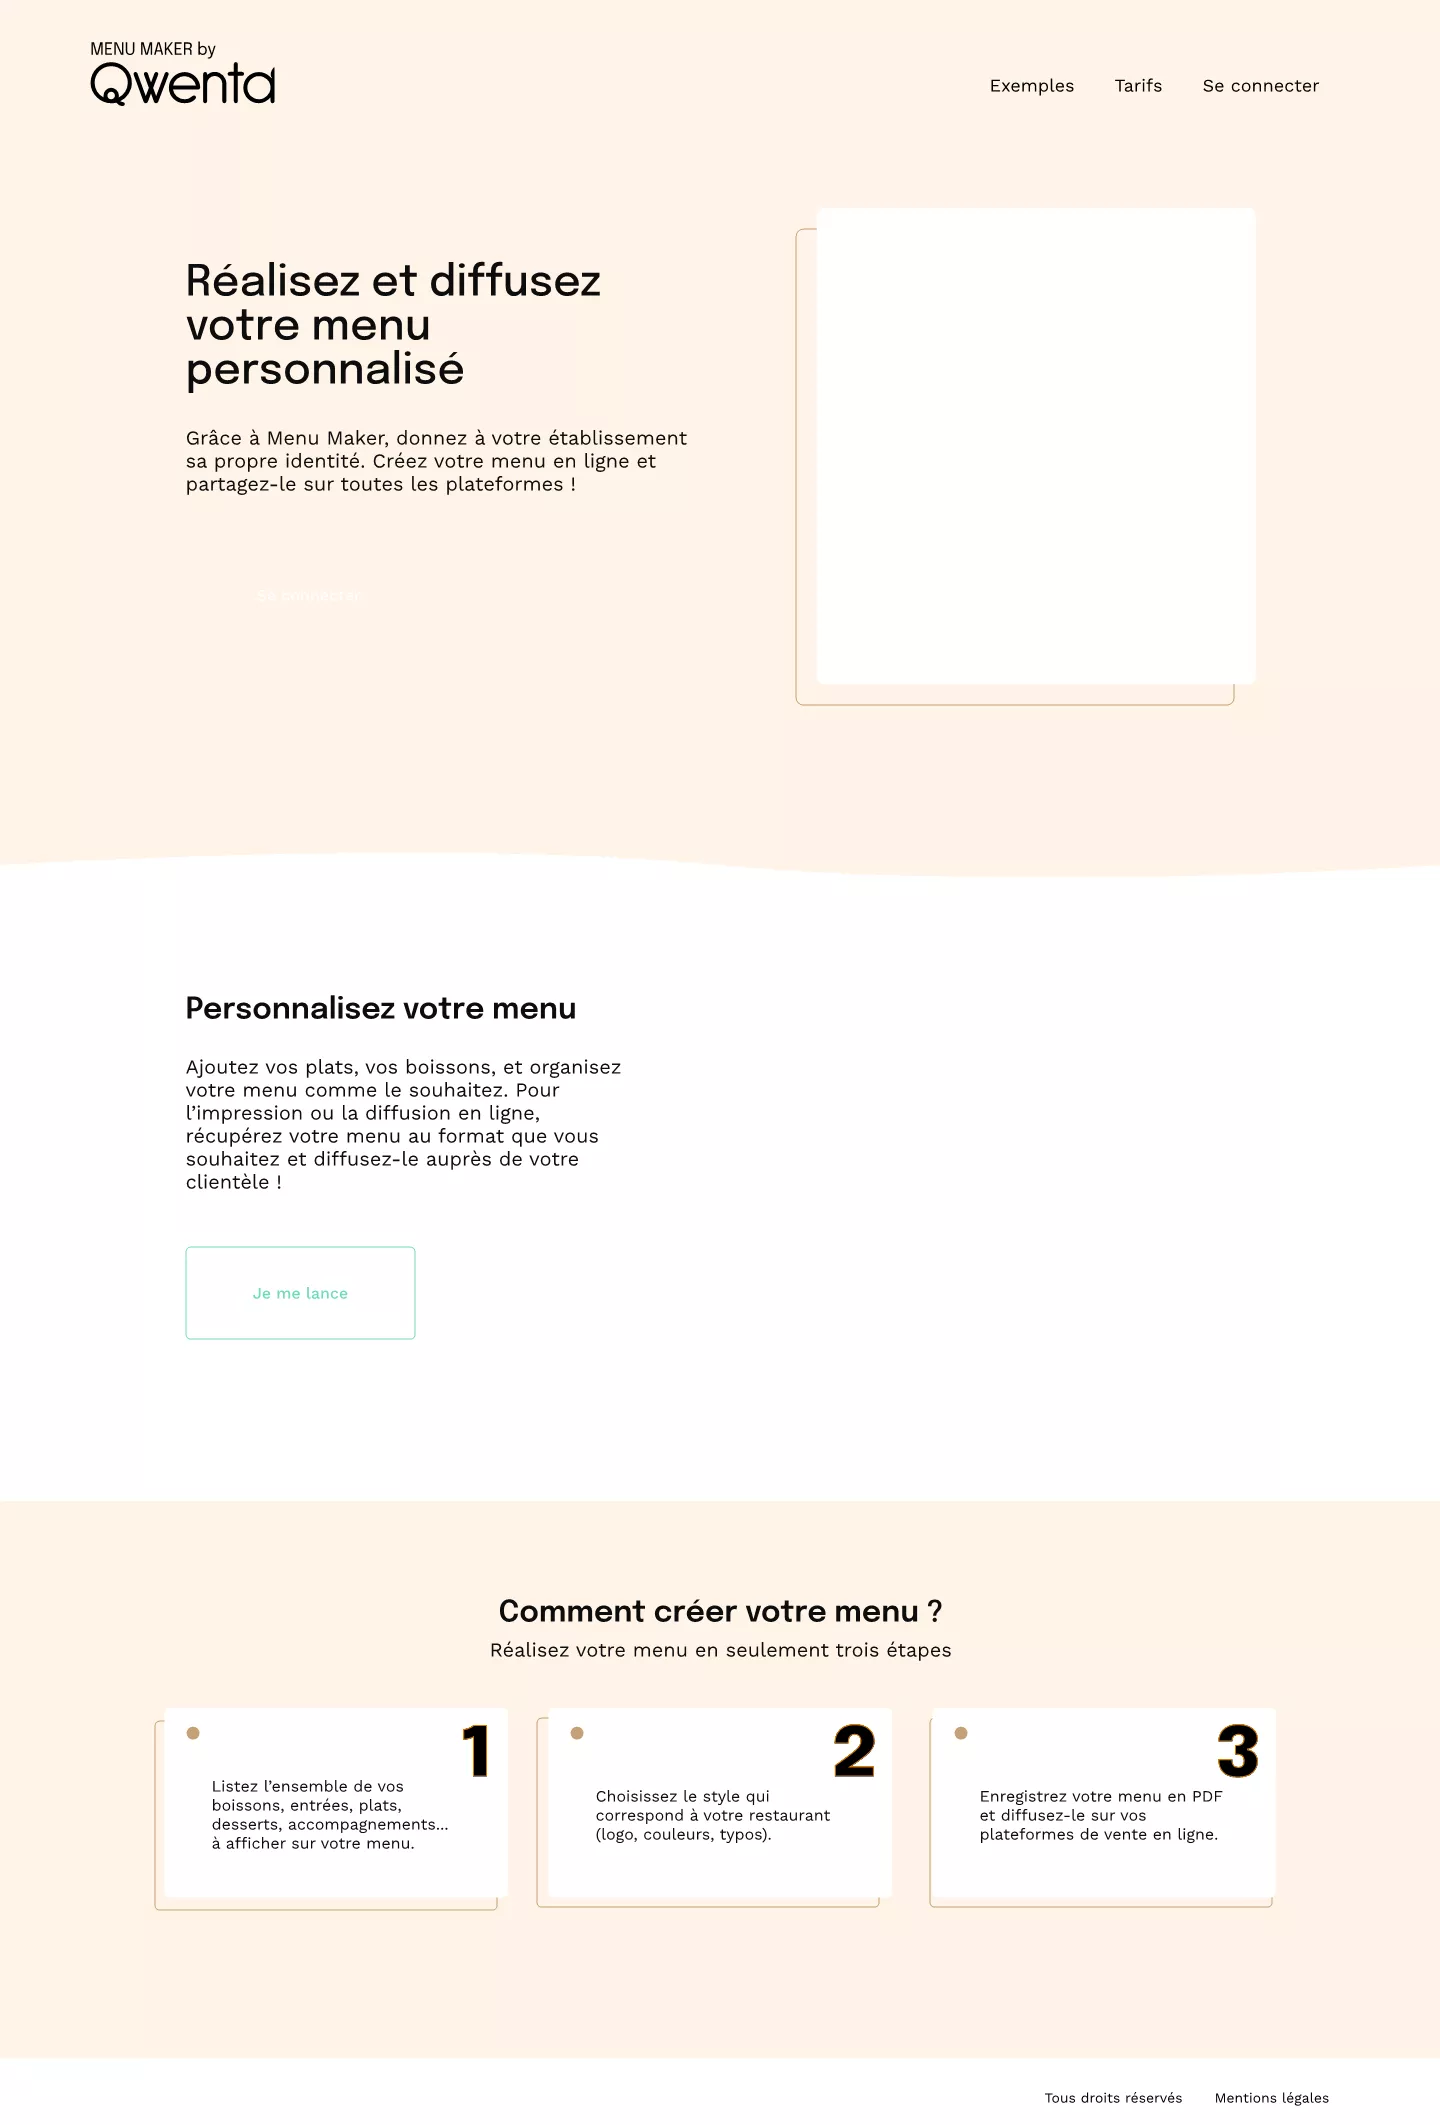 MENU MAKER by
Qwenta
Exemples Tarifs Se connecter
Réalisez et diffusez
votre menu
personnalisé
Grâce à Menu Maker, donnez à votre établissement
sa propre identité. Créez votre menu en ligne et
partagez-le sur toutes les plateformes !
Se connecter
Personnalisez votre menu
Ajoutez vos plats, vos boissons, et organisez
votre menu comme le souhaitez. Pour
l’impression ou la diffusion en ligne,
récupérez votre menu au format que vous
souhaitez et diffusez-le auprès de votre
clientèle !
Je me lance
Comment créer votre menu ?
Réalisez votre menu en seulement trois étapes
1
Listez l’ensemble de vos
boissons, entrées, plats,
desserts, accompagnements...
à afficher sur votre menu.
2
Choisissez le style qui
correspond à votre restaurant
(logo, couleurs, typos).
3
Enregistrez votre menu en PDF
et diffusez-le sur vos
plateformes de vente en ligne.
Tous droits réservés Mentions légales